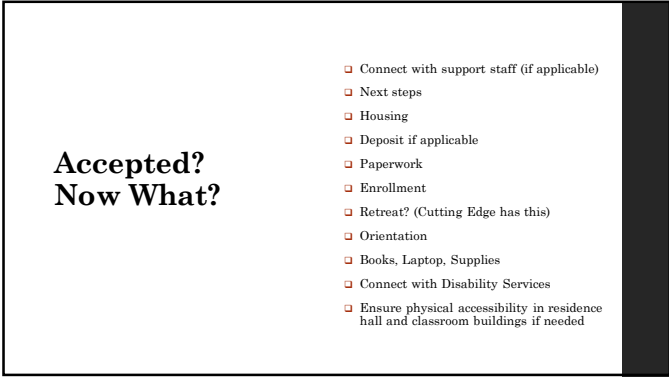 Accepted?
Now What?
Connect with support staff (if applicable)
Next steps
Housing
Deposit if applicable
Paperwork
Enrollment
Retreat? (Cutting Edge has this)
Orientation
Books, Laptop, Supplies
Connect with Disability Services
Ensure physical accessibility in residence
hall and classroom buildings if needed